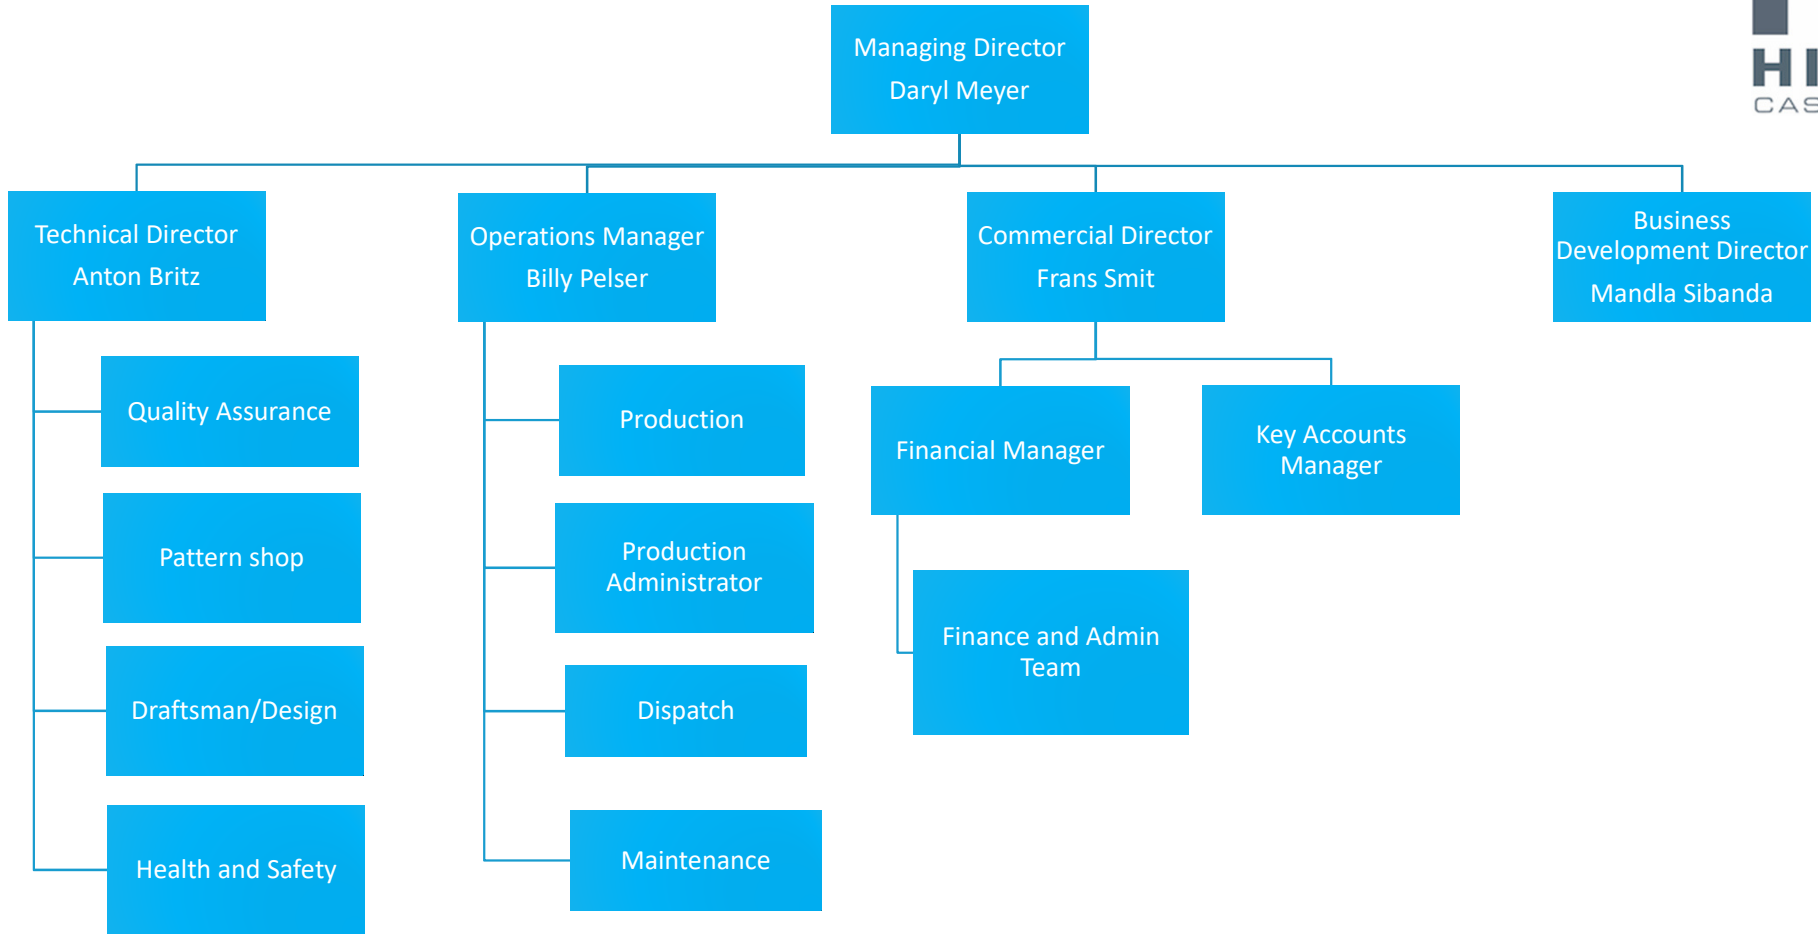 Managing Director
Daryl Meyer
HI
CAS
Technical Director
Anton Britz
Operations Manager
Billy Pelser
Commercial Director
Frans Smit
Business
Development Director
Mandla Sibanda
Quality Assurance
Pattern shop
Draftsman/Design
Health and Safety
Production
Production
Administrator
Dispatch
Maintenance
Financial Manager
Key Accounts
Manager
Finance and Admin
Team